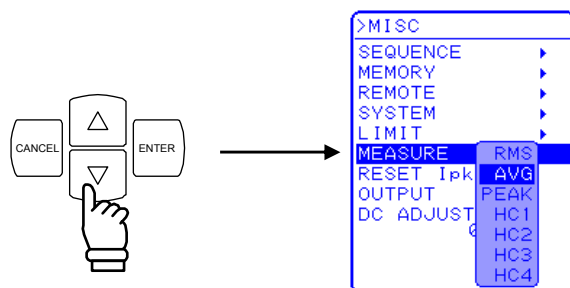 CANCEL
ENTER
>MISC
SEQUENCE
MEMORY
REMOTE
SYSTEM
LIMIT
MEASURE RMS
RESET Ipk AVG
OUTPUT PEAK
DC ADJUST HC1
HC2
HC3
HC4